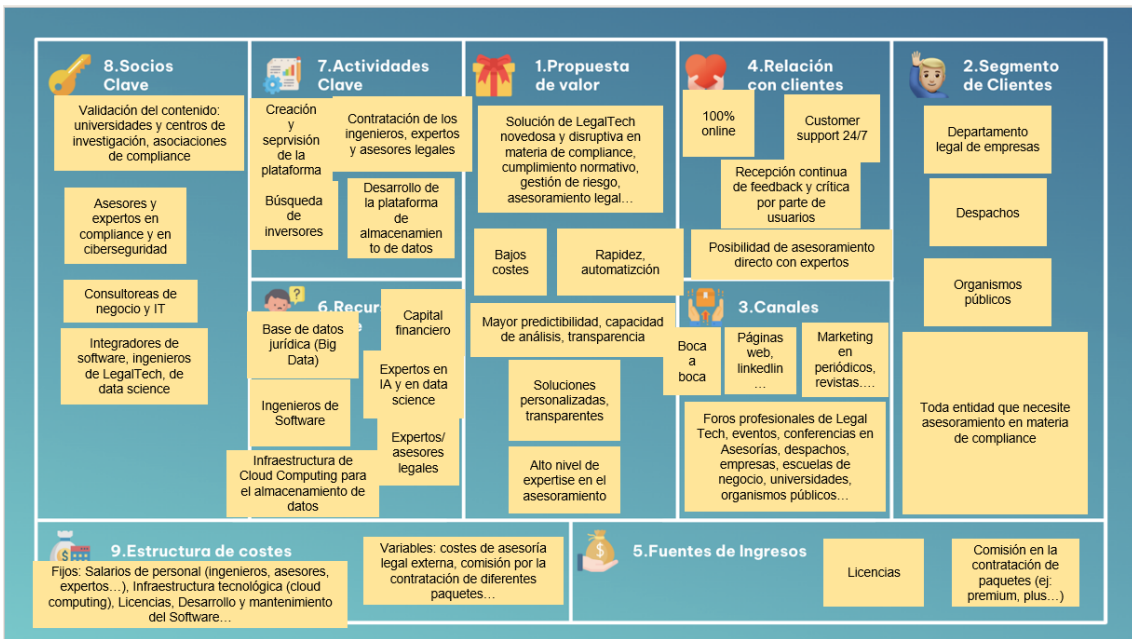 8.Socios
Clave
Validación del contenido:
universidades y centros de
investigación, asociaciones
de compliance
Asesores y
expertos en
compliance y en
ciberseguridad
Consultoreas de
negocio y IT
Integradores de
software, ingenieros
de LegalTech, de
data science
7.Actividades
Clave
Creación
y
seprvisión
de la
plataforma
Contratación de los
ingenieros, expertos
y asesores legales
Búsqueda
de
inversores
Desarrollo de
la plataforma
de
almacenamien
to de datos
6.Recurs
Base de datos
jurídica (Big
Data)
Capital
financiero
Expertos en
IA y en data
science
Ingenieros de
Software
Expertos/
asesores
legales
Infraestructura de
Cloud Computing para
el almacenamiento de
datos
1.Propuesta
de valor
Solución de LegalTech
novedosa y disruptiva en
materia de compliance,
cumplimiento normativo,
gestión de riesgo,
asesoramiento legal…
Bajos
costes
Rapidez,
automatizción
Mayor predictibilidad, capacidad
de análisis, transparencia
Soluciones
personalizadas,
transparentes
Alto nivel de
expertise en el
asesoramiento
4.Relación
con clientes
100%
online
Customer
support 24/7
Recepción continua
de feedback y crítica
por parte de
usuarios
Posibilidad de asesoramiento
directo con expertos
3.Canales
Boca
a
boca
Páginas
web,
linkedlin
…
Marketing
en
periódicos,
revistas….
Foros profesionales de Legal
Tech, eventos, conferencias en
Asesorías, despachos,
empresas, escuelas de
negocio, universidades,
organismos públicos…
2.Segmento
de Clientes
Departamento
legal de empresas
Despachos
Organismos
públicos
Toda entidad que necesite
asesoramiento en materia
de compliance
9.Estructura de costes
Fijos: Salarios de personal (ingenieros, asesores,
expertos…), Infraestructura tecnológica (cloud
computing), Licencias, Desarrollo y mantenimiento
del Software…
Variables: costes de asesoría
legal externa, comisión por la
contratación de diferentes
paquetes…
5.Fuentes de Ingresos
Licencias
Comisión en la
contratación de
paquetes (ej:
premium, plus…)